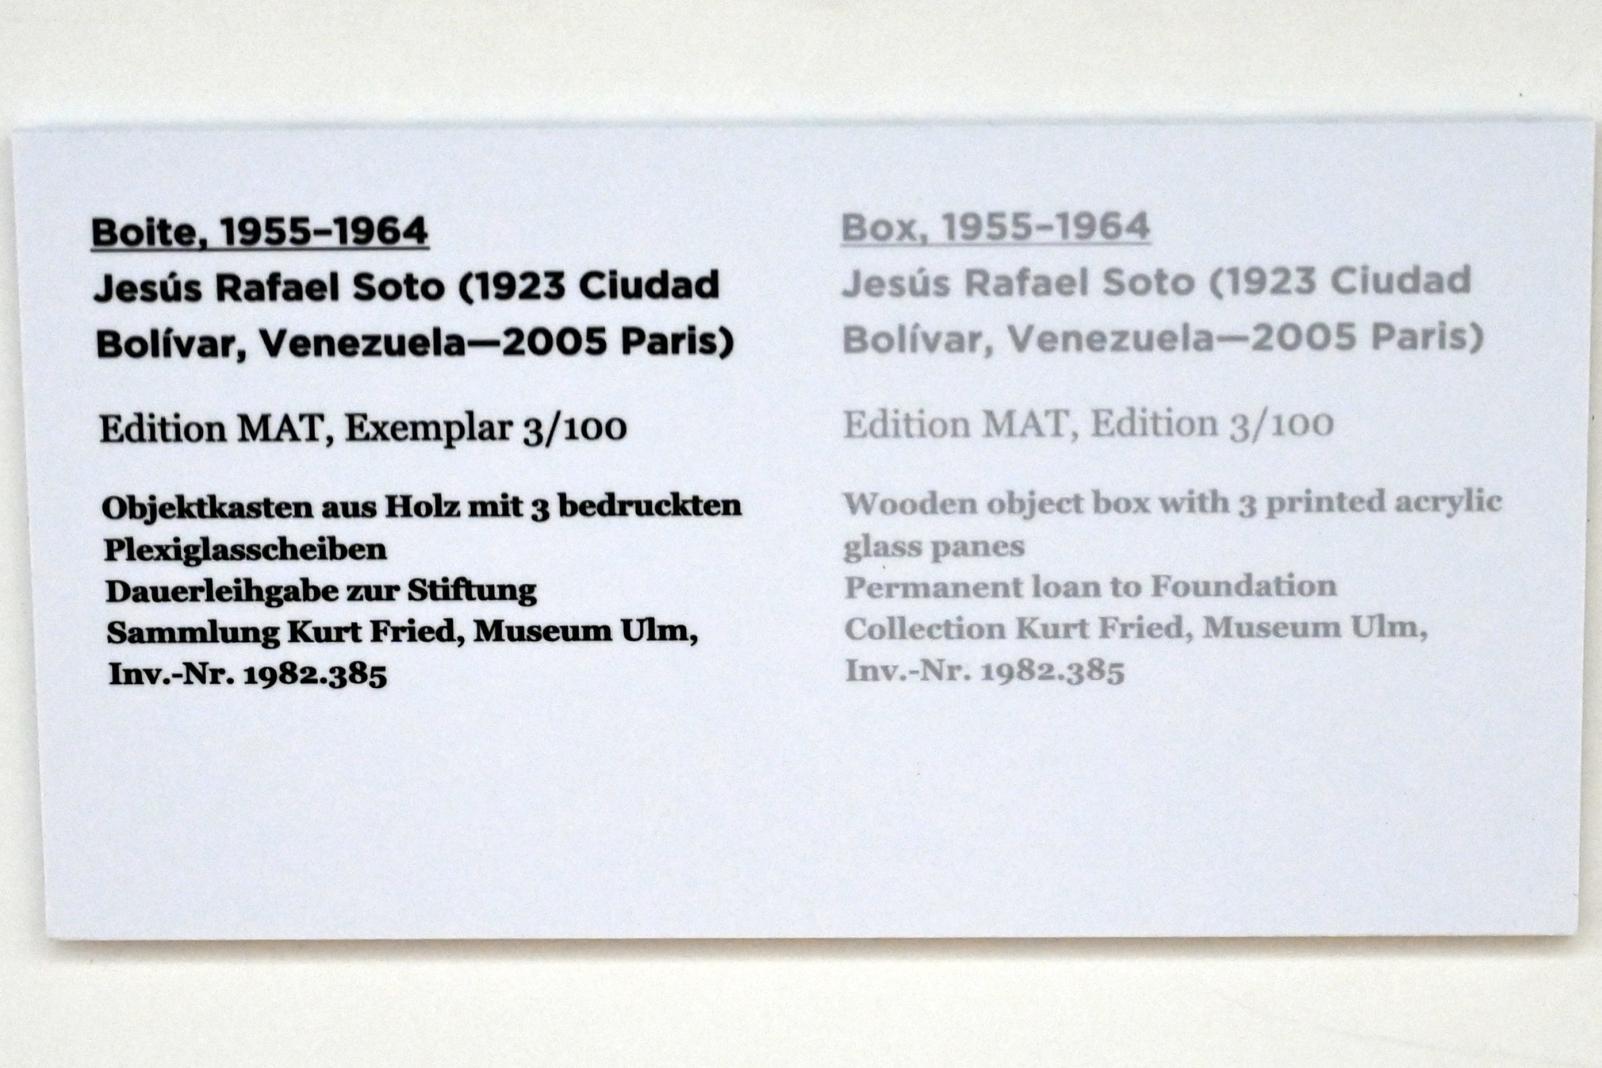 Boite, 1955–1964
Jesús Rafael Soto (1923 Ciudad
Bolívar, Venezuela—2005 Paris)
Edition MAT, Exemplar 3/100
Objektkasten aus Holz mit 3 bedruckten
Plexiglasscheiben
Dauerleihgabe zur Stiftung
Sammlung Kurt Fried, Museum Ulm,
Inv.-Nr. 1982.385
Box, 1955–1964
Jesús Rafael Soto (1923 Ciudad
Bolívar, Venezuela—2005 Paris)
Edition MAT, Edition 3/100
Wooden object box with 3 printed acrylic
glass panes
Permanent loan to Foundation
Collection Kurt Fried, Museum Ulm,
Inv.-Nr. 1982.385